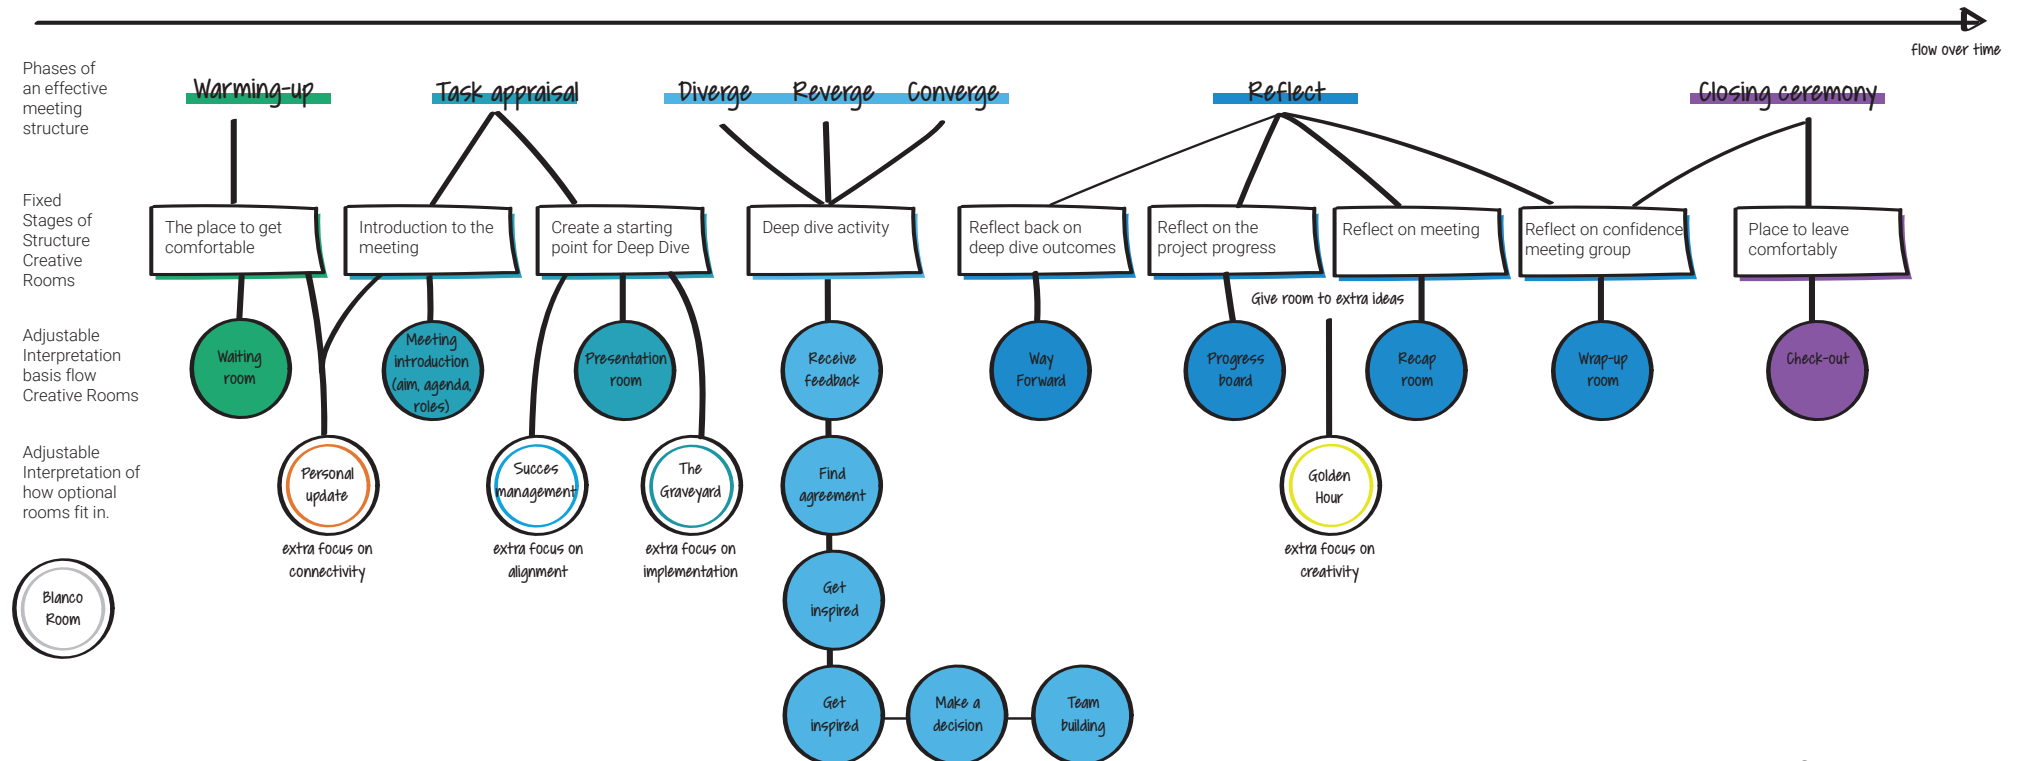 flow over time
Phases of
an effective
meeting
structure
Warming-up
Task appraisal
Diverge
Reverge
Converge
Reflect
Closing ceremony
Fixed
Stages of
Structure
Creative
Rooms
The place to get
comfortable
Introduction to the
meeting
Create a starting
point for Deep Dive
Deep dive activity
Reflect back on
deep dive outcomes
Reflect on the
project progress
Reflect on meeting
Reflect on confidence
meeting group
Place to leave
comfortably
Give room to extra ideas
Adjustable
Interpretation
basis flow
Creative Rooms
Waiting
room
Meeting
introduction
(aim, agenda,
roles)
Presentation
room
Receive
feedback
Way
Forward
Progress
board
Recap
room
Wrap-up
room
Check-out
Adjustable
Interpretation of
how optional
rooms fit in.
Personal
update
extra focus on
connectivity
Succes
management
extra focus on
alignment
The
Graveyard
extra focus on
implementation
Find
agreement
Golden
Hour
extra focus on
creativity
Blanco
Room
Get
inspired
Get
inspired
Make a
decision
Team
building